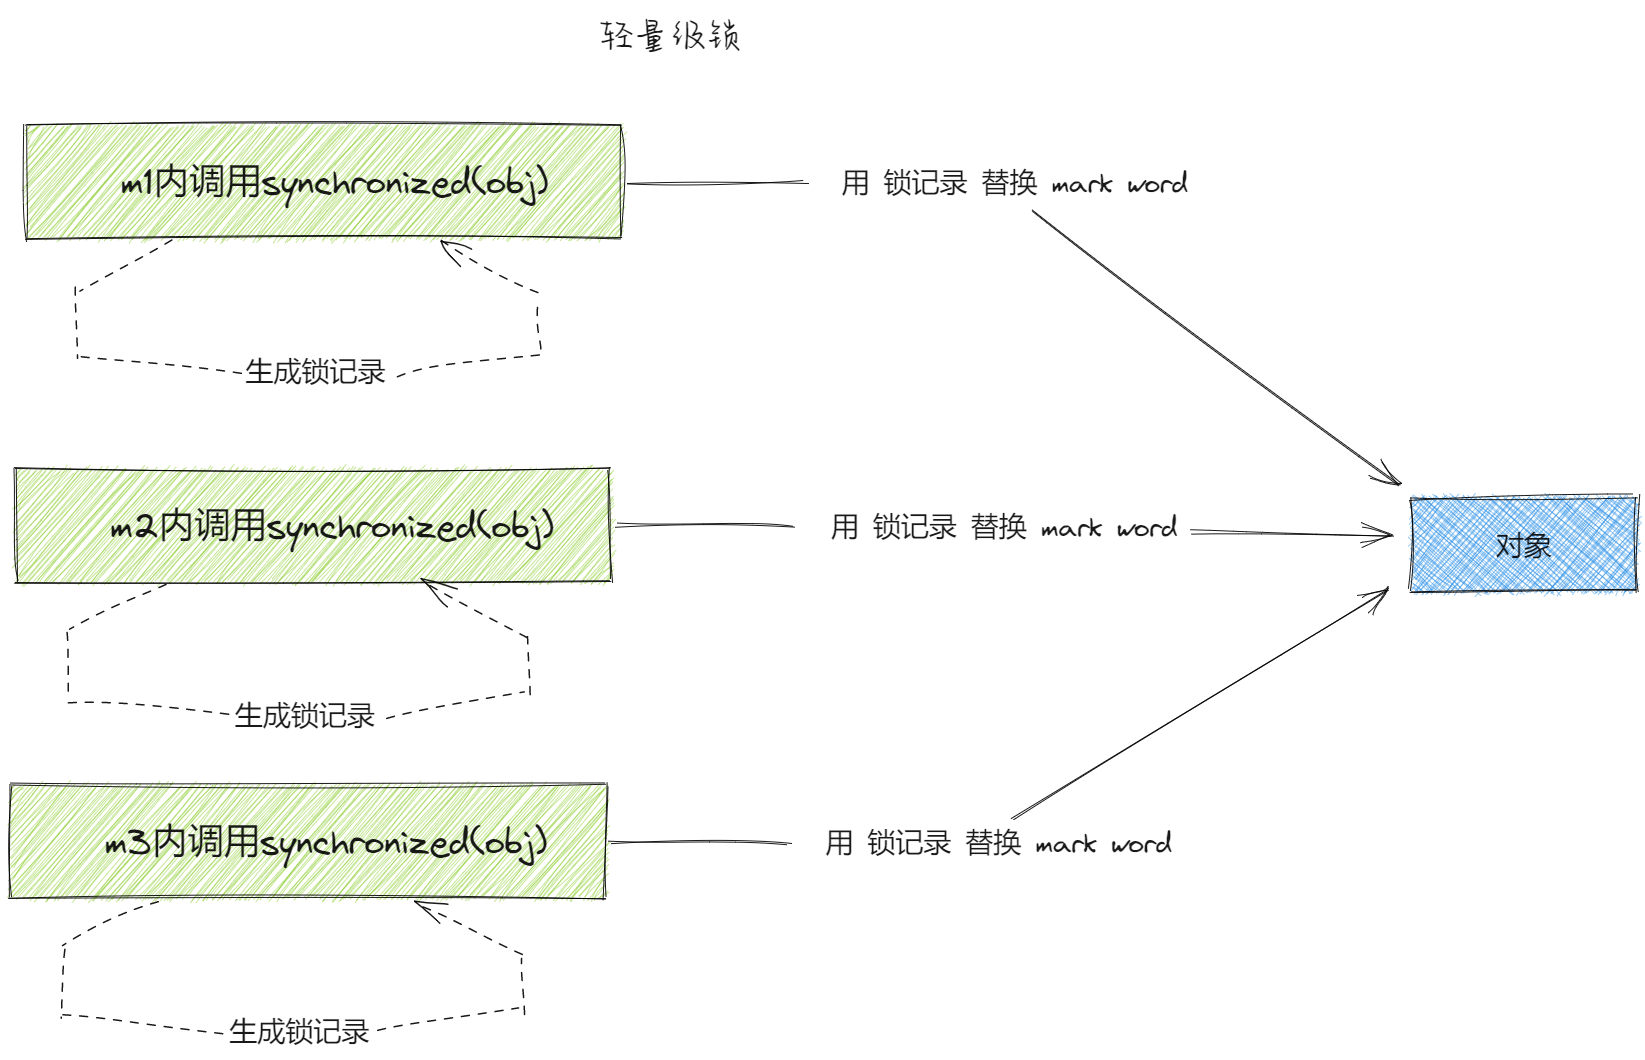 轻量级锁
m1内调用synchronized(obj)
用 锁记录 替换 mark word
生成锁记录
m2内调用synchronized(obj)
用 锁记录 替换 mark word
对象
生成锁记录
m3内调用synchronized(obj)
用 锁记录 替换 mark word
生成锁记录